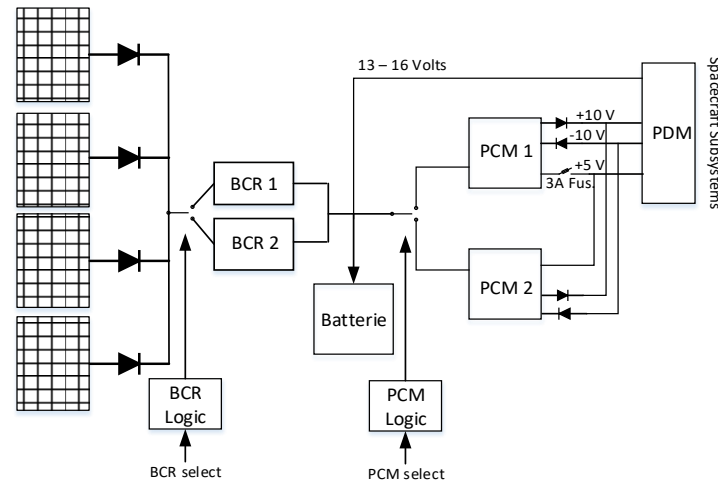 13 – 16 Volts
Spacecraft Subsystems
+10 V
-10 V
PCM 1
PDM
+5 V
3A Fus.
BCR 1
BCR 2
PCM 2
Batterie
BCR
Logic
PCM
Logic
BCR select
PCM select